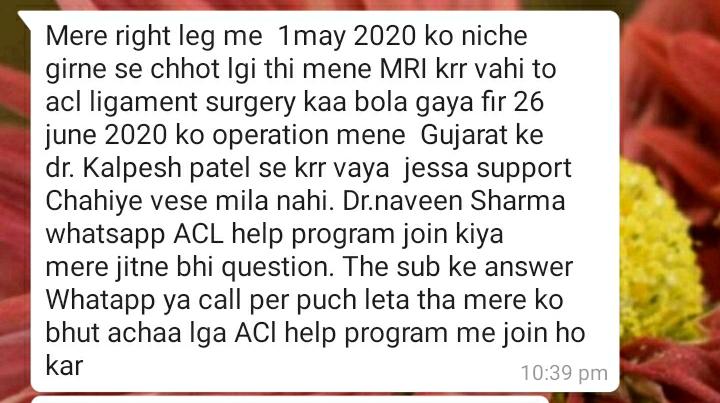 Mere right leg me 1may 2020 ko niche
girne se chhot lgi thi mene MRI krr vahi to
acl ligament surgery kaa bola gaya fir 26
june 2020 ko operation mene Gujarat ke
dr. Kalpesh patel se krr vaya jessa support
Chahiye vese mila nahi. Dr.naveen Sharma
whatsapp ACL help program join kiya
mere jitne bhi question. The sub ke answer
Whatapp ya call per puch leta tha mere ko
bhut achaa lga ACl help program me join ho
kar
10:39 pm